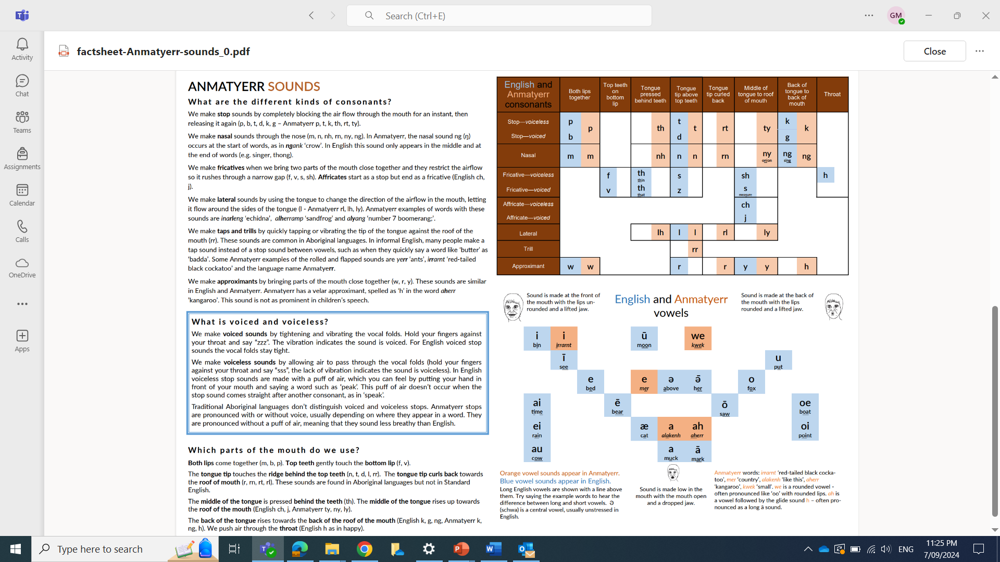 Search (Ctrl+E)
GM
Activity
Chat
Teams
Assignments
Calendar
Calls
OneDrive
Apps
factsheet-Anmatyerr-sounds_0.pdf
Close
ANMATYERR SOUNDS
What are the different kinds of consonants?
We make stop sounds by completely blocking the air flow through the mouth for an instant, then
releasing it again (p, b, t, d, k, g – Anmatyerr p, t, k, th, rt, ty).
We make nasal sounds through the nose (m, n, nh, rn, ny, ng). In Anmatyerr, the nasal sound ng (ŋ)
occurs at the start of words, as in ngank ‘crow’. In English this sound only appears in the middle and at
the end of words (e.g. singer, thong).
We make fricatives when we bring two parts of the mouth close together and they restrict the airflow
so it rushes through a narrow gap (f, v, s, sh). Affricates start as a stop but end as a fricative (English ch,
j).
We make lateral sounds by using the tongue to change the direction of the airflow in the mouth, letting
it flow around the sides of the tongue (l - Anmatyerr rl, lh, ly). Anmatyerr examples of words with these
sounds are inarleng ‘echidna’, alherramp ‘sandfrog’ and alyang ‘number 7 boomerang;’.
We make taps and trills by quickly tapping or vibrating the tip of the tongue against the roof of the
mouth (rr). These sounds are common in Aboriginal languages. In informal English, many people make a
tap sound instead of a stop sound between vowels, such as when they quickly say a word like ‘butter’ as
‘badda’. Some Anmatyerr examples of the rolled and flapped sounds are yerr ‘ants’, irrarnt ‘red-tailed
black cockatoo’ and the language name Anmatyerr.
We make approximants by bringing parts of the mouth close together (w, r, y). These sounds are similar
in English and Anmatyerr. Anmatyerr has a velar approximant, spelled as ‘h’ in the word aherr
’kangaroo’. This sound is not as prominent in children’s speech.
What is voiced and voiceless?
We make voiced sounds by tightening and vibrating the vocal folds. Hold your fingers against
your throat and say “zzz”. The vibration indicates the sound is voiced. For English voiced stop
sounds the vocal folds stay tight.
We make voiceless sounds by allowing air to pass through the vocal folds (hold your fingers
against your throat and say “sss”, the lack of vibration indicates the sound is voiceless). In English
voiceless stop sounds are made with a puff of air, which you can feel by putting your hand in
front of your mouth and saying a word such as ‘peak’. This puff of air doesn’t occur when the
stop sound comes straight after another consonant, as in ‘speak’.
Traditional Aboriginal languages don’t distinguish voiced and voiceless stops. Anmatyerr stops
are pronounced with or without voice, usually depending on where they appear in a word. They
are pronounced without a puff of air, meaning that they sound less breathy than English.
Which parts of the mouth do we use?
Both lips come together (m, b, p). Top teeth gently touch the bottom lip (f, v).
The tongue tip touches the ridge behind the top teeth (n, t, d, l, rr). The tongue tip curls back towards
the roof of mouth (r, rn, rt, rl). These sounds are found in Aboriginal languages but not in Standard
English.
The middle of the tongue is pressed behind the teeth (th). The middle of the tongue rises up towards
the roof of the mouth (English ch, j, Anmatyerr ty, ny, ly).
The back of the tongue rises towards the back of the roof of the mouth (English k, g, ng, Anmatyerr k,
ng, h). We push air through the throat (English h as in happy).
English and
Anmatyerr
consonants
Both lips
together
Top teeth
on
bottom
lip
Tongue
pressed
behind teeth
Tongue
tip above
top teeth
Tongue
tip curled
back
Middle of
tongue to roof
of mouth
Back of
tongue to
back of
mouth
Throat
Stop—voiceless
Stop—voiced
p
b
p
th
t
d
t
rt
ty
k
g
k
Nasal
m m nh n n rn ny ng ng
onion sing
Fricative—voiceless
Fricative—voiced
f
v
th
thin
th
that
s
z
sh
s
measure
h
Affricate—voiceless
Affricate—voiced
ch
j
Lateral
lh l l rl ly
Trill
rr
Approximant
w w r r y y h
Sound is made at the front of
the mouth with the lips un-
rounded and a lifted jaw.
English and Anmatyerr
vowels
Sound is made at the back of
the mouth with the lips
rounded and a lifted jaw.
i i ū we
bin irrarnt moon kwek
ī
see
u
put
e e ə ə̄ o
bed mer above her fox
ai ē ō oe
time bear saw boat
ei æ a ah oi
rain cat alakenh aherr point
au a ā
cow muck mark
Orange vowel sounds appear in Anmatyerr.
Blue vowel sounds appear in English.
Long English vowels are shown with a line above
them. Try saying the example words to hear the
difference between long and short vowels. Ə
(schwa) is a central vowel, usually unstressed in
English.
Sound is made low in the
mouth with the mouth open
and a dropped jaw.
Anmatyerr words: irrarnt ‘red-tailed black cocka-
too’, mer ‘country’, alakenh ‘like this’, aherr
‘kangaroo’, kwek ‘small’. we is a rounded vowel -
often pronounced like ‘oo’ with rounded lips. ah is
a vowel followed by the glide sound h – often pro-
nounced as a long ā sound.
Type here to search
ENG
11:25 PM
7/09/2024